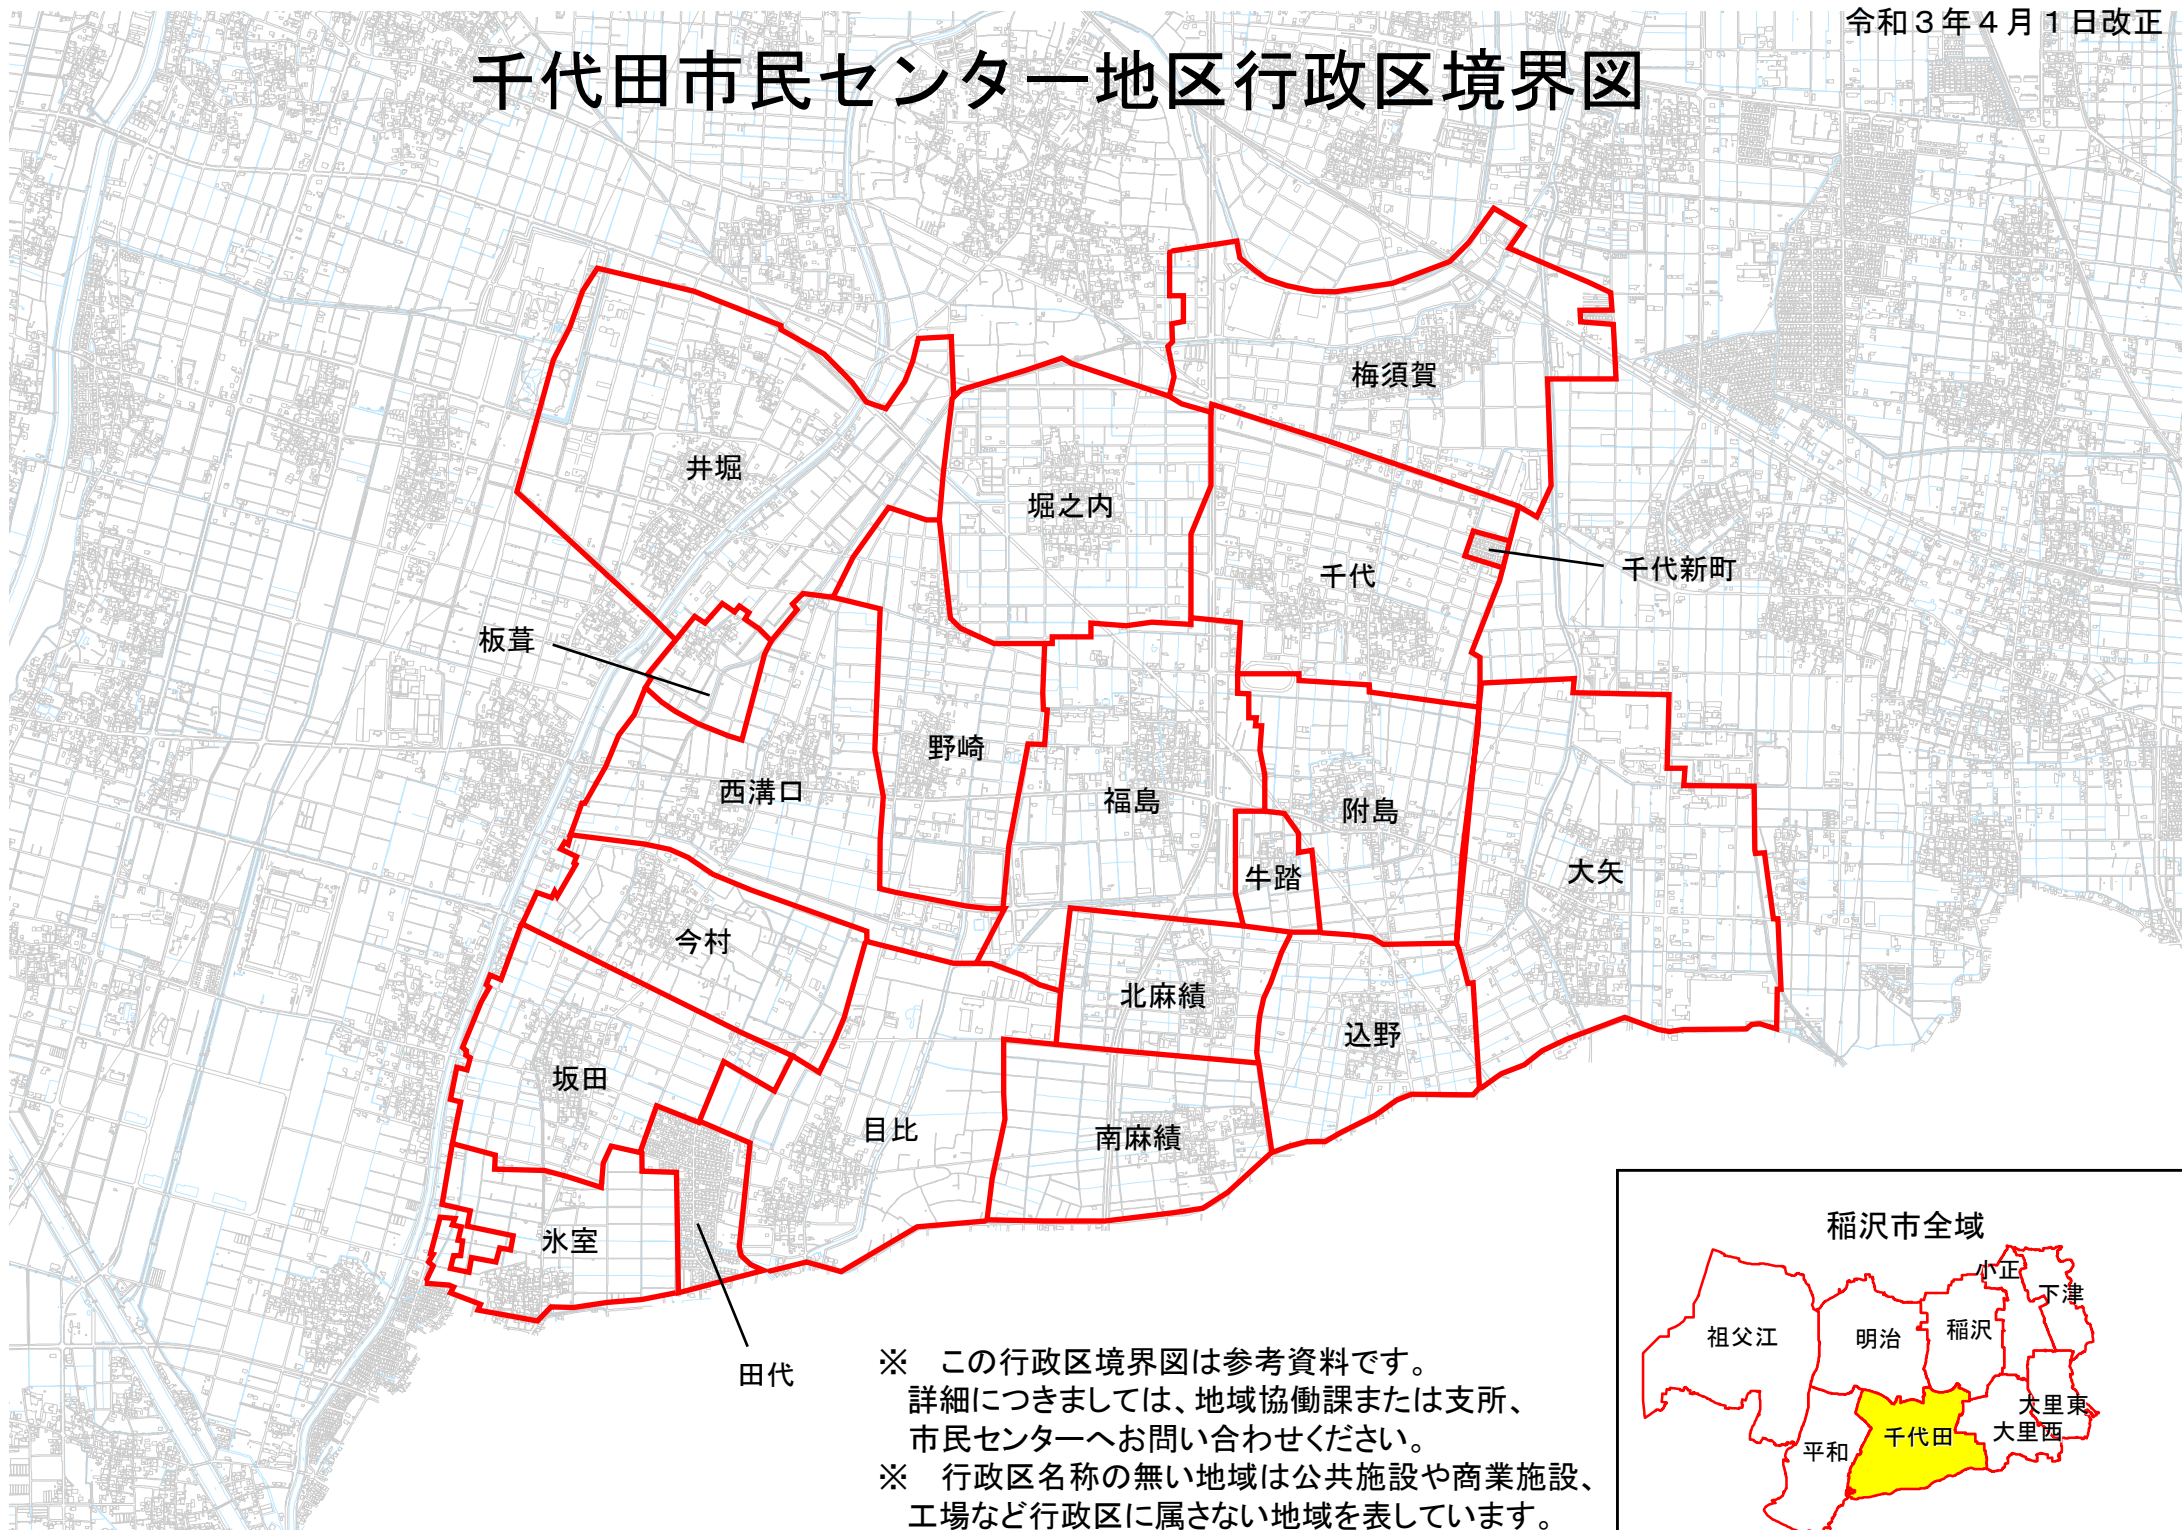 令和３年４月１日改正
千代田市民センター地区行政区境界図
梅須賀
井堀
堀之内
千代
千代新町
板葺
野崎
西溝口
福島
附島
牛踏
大矢
今村
北麻績
込野
坂田
目比
南麻績
氷室
田代
※　この行政区境界図は参考資料です。
詳細につきましては、地域協働課または支所、
市民センターへお問い合わせください。
※　行政区名称の無い地域は公共施設や商業施設、
工場など行政区に属さない地域を表しています。
稲沢市全域
小正
下津
祖父江
明治
稲沢
大里東
大里西
千代田
平和